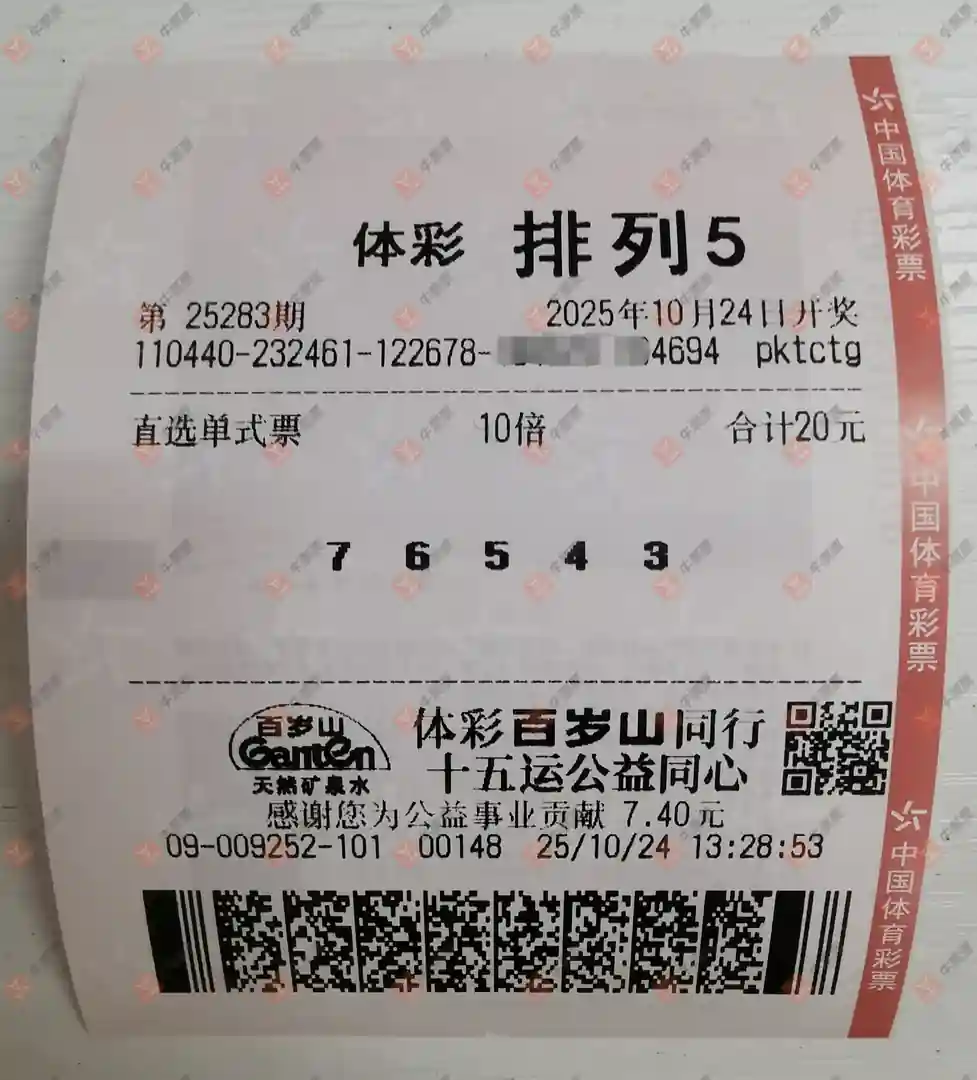 体彩 排列5
第 25283期 2025年10月24日开奖
110440-232461-122678- 4694 pktctg
直选单式票 10倍 合计20元
7 6 5 4 3
百岁山
Ganten
天然矿泉水
体彩百岁山同行
十五运公益同心
感谢您为公益事业贡献 7.40元
09-009252-101 00148 25/10/24 13:28:53
中国体育彩票
中国体育彩票
中国体育彩票